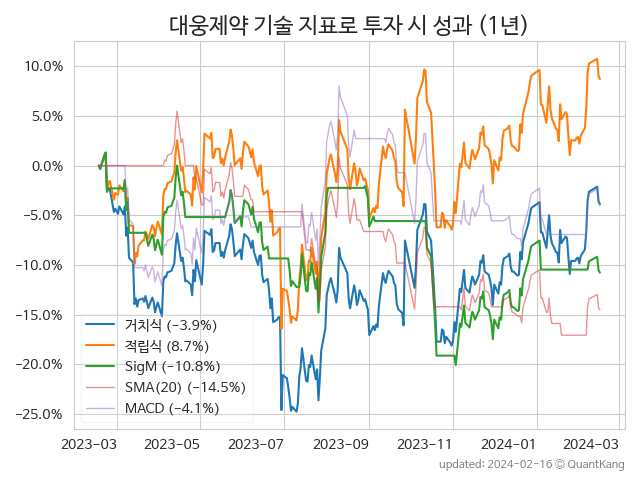 대웅제약 기술 지표로 투자 시 성과 (1년)
10.0%
5.0%
0.0%
−5.0%
−10.0%
−15.0%
−20.0%
−25.0%
거치식 (−3.9%)
적립식 (8.7%)
SigM (−10.8%)
SMA(20) (−14.5%)
MACD (−4.1%)
2023−03 2023−05 2023−07 2023−09 2023−11 2024−01 2024−03
updated: 2024-02-16 © QuantKang